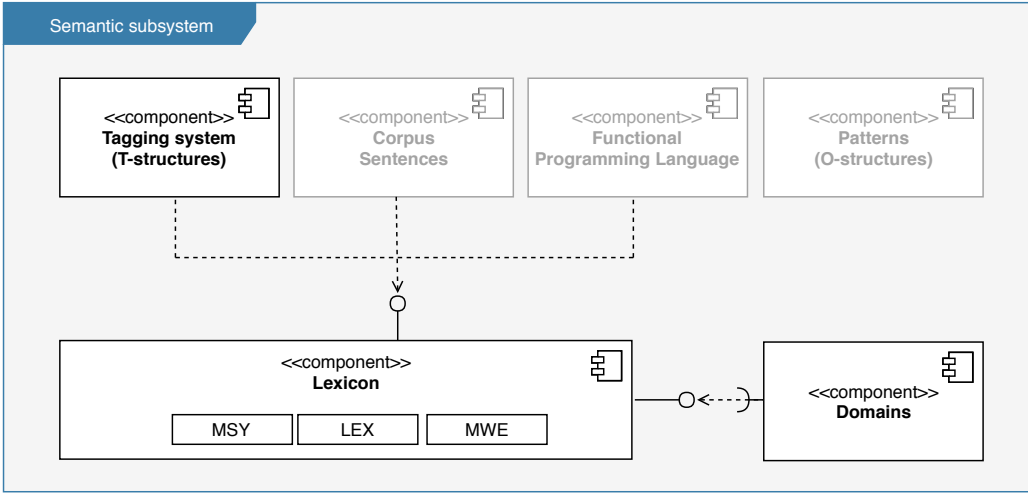 Semantic subsystem
<<component>>
Tagging system
(T-structures)
<<component>>
Corpus
Sentences
<<component>>
Functional
Programming Language
<<component>>
Patterns
(O-structures)
<<component>>
Lexicon
MSY
LEX
MWE
<<component>>
Domains